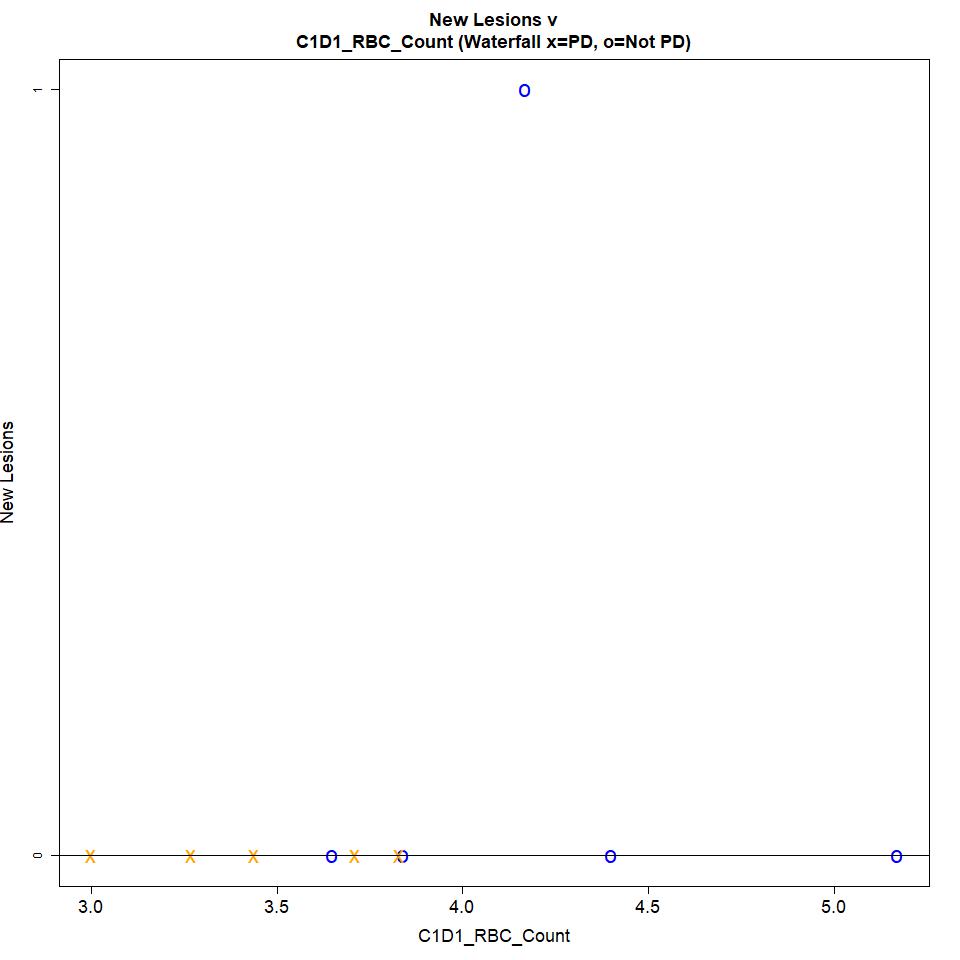 New Lesions v
C1D1_RBC_Count (Waterfall x=PD, o=Not PD)
1
New Lesions
0
3.0 3.5 4.0 4.5 5.0
C1D1_RBC_Count